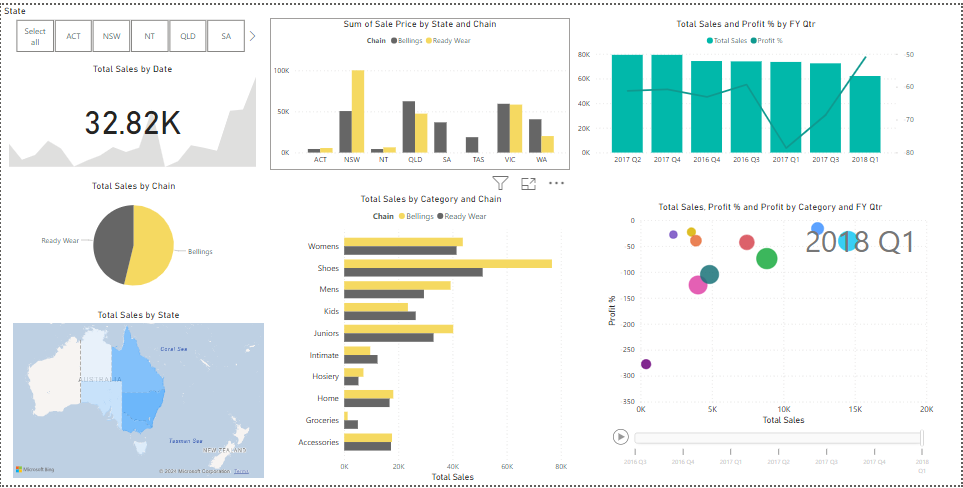 State
Select all
ACT
NSW
NT
QLD
SA
Total Sales by Date
32.82K
Total Sales by Chain
Ready Wear
Bellings
Total Sales by State
Coral Sea
AUSTRALIA
Tasman Sea
NEW ZEALAND
Microsoft Bing
© 2024 Microsoft Corporation Terms
Sum of Sale Price by State and Chain
Chain Bellings Ready Wear
100K
50K
0K
ACT NSW NT QLD SA TAS VIC WA
Total Sales by Category and Chain
Chain Bellings Ready Wear
Womens
Shoes
Mens
Kids
Juniors
Intimate
Hosiery
Home
Groceries
Accessories
0K 20K 40K 60K 80K
Total Sales
Total Sales and Profit % by FY Qtr
Total Sales Profit %
80K 50
60K 60
40K
70
20K
0K 80
2017 Q2 2017 Q4 2016 Q4 2016 Q3 2017 Q1 2017 Q3 2018 Q1
Total Sales, Profit % and Profit by Category and FY Qtr
2018 Q1
Profit %
0
-50
-100
-150
-200
-250
-300
-350
0K 5K 10K 15K 20K
Total Sales
2016 Q3 2016 Q4 2017 Q1 2017 Q2 2017 Q3 2017 Q4 2018 Q1